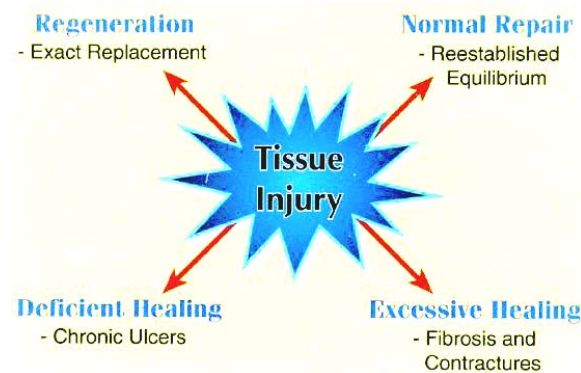 Regeneration
- Exact Replacement
Normal Repair
- Reestablished
Equilibrium
Tissue
Injury
Deficient Healing
- Chronic Ulcers
Excessive Healing
- Fibrosis and
Contractures